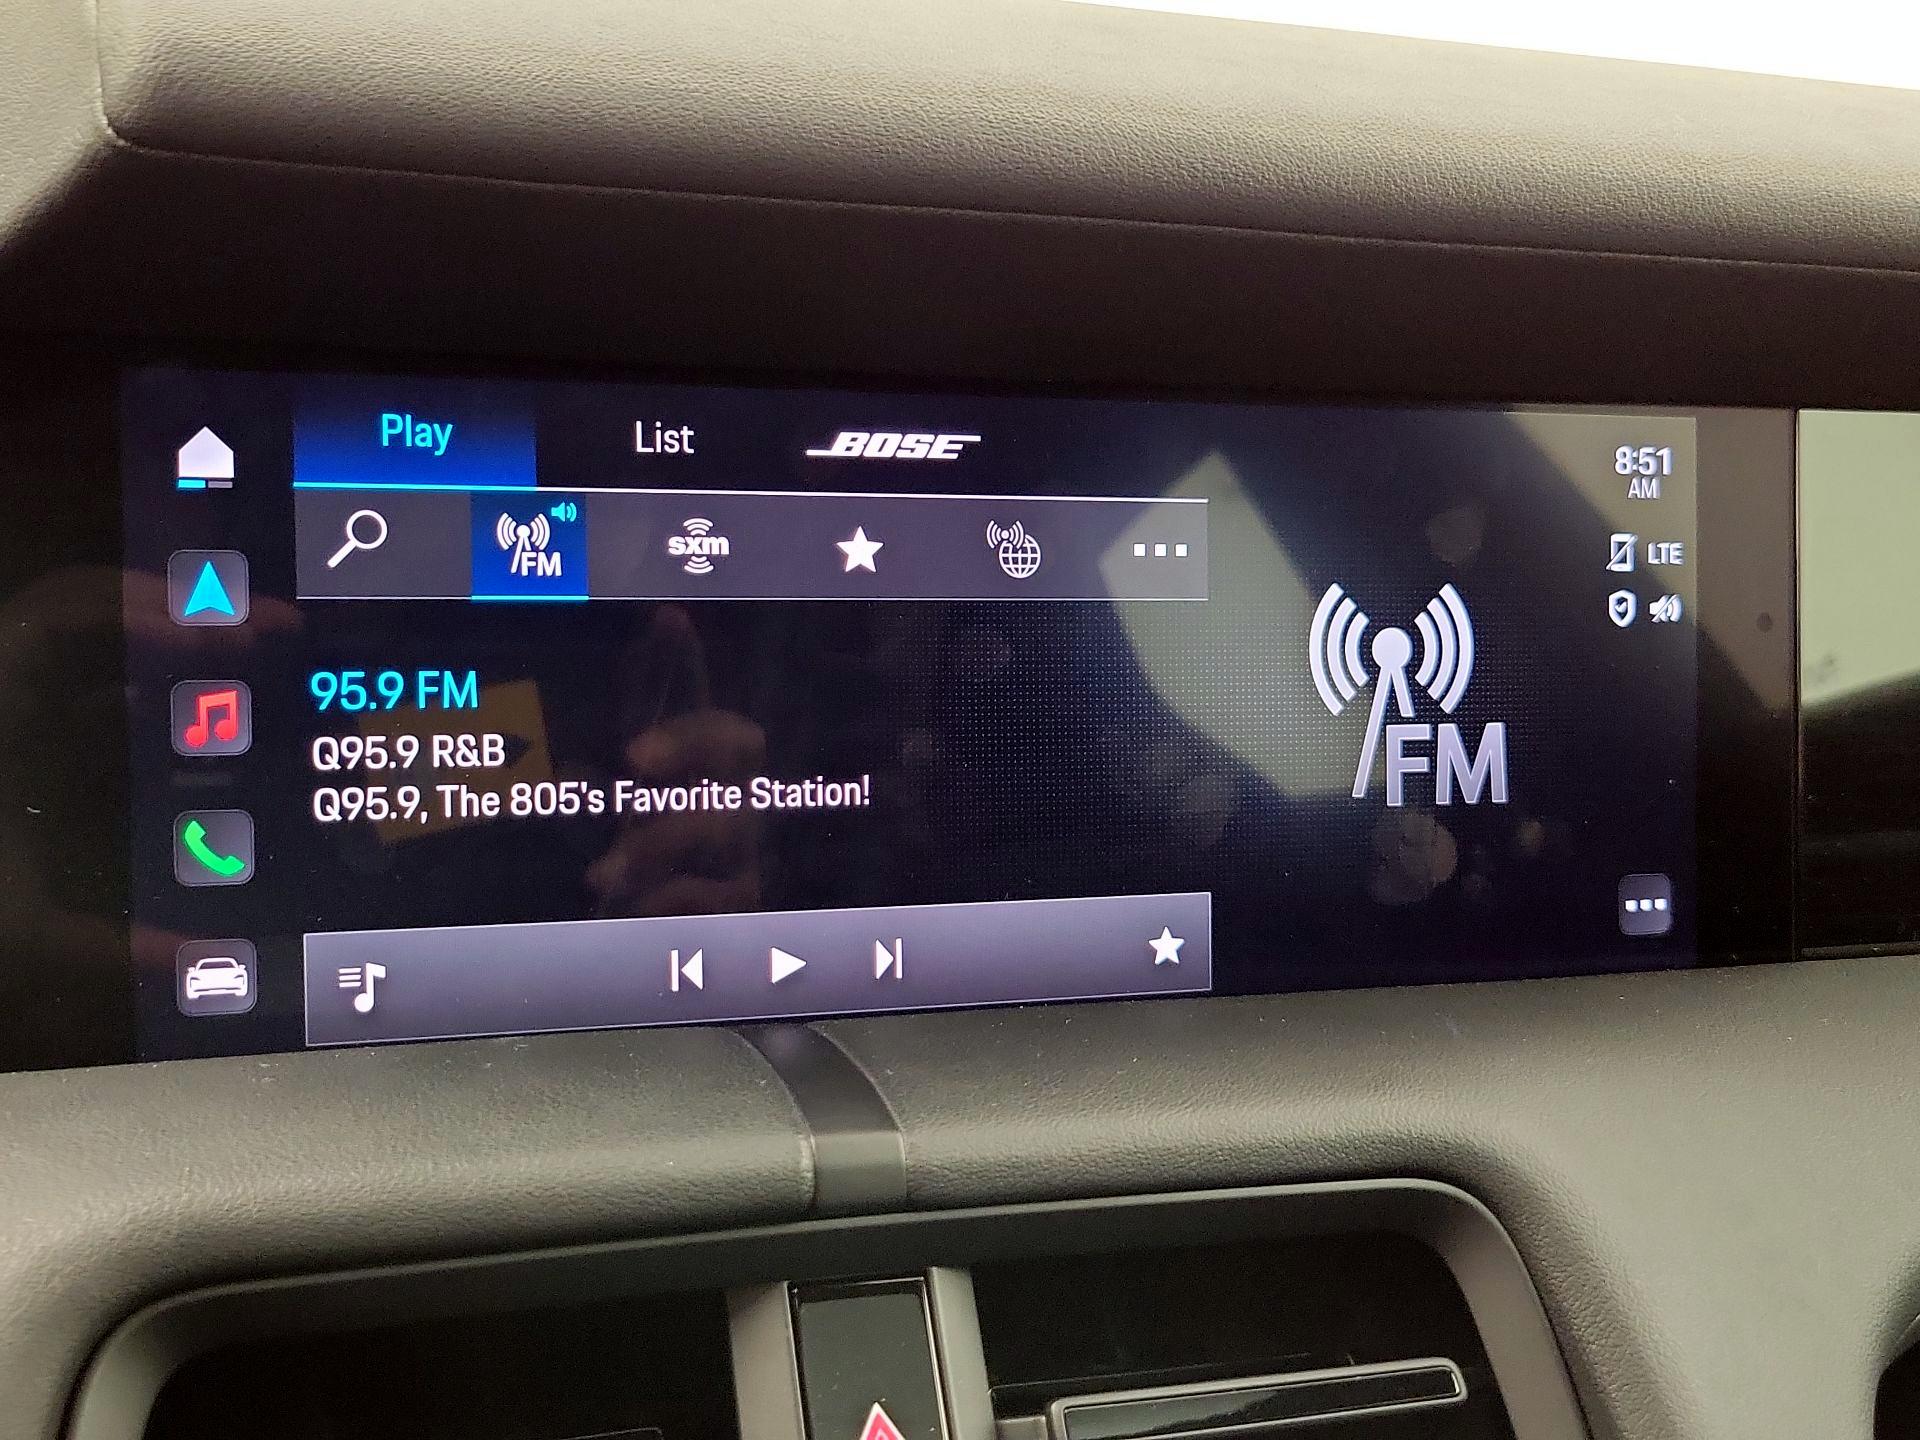 Play
List
BOSE
8:51
AM
FM
sxm
LTE
95.9 FM
Q95.9 R&B
Q95.9, The 805's Favorite Station!
FM